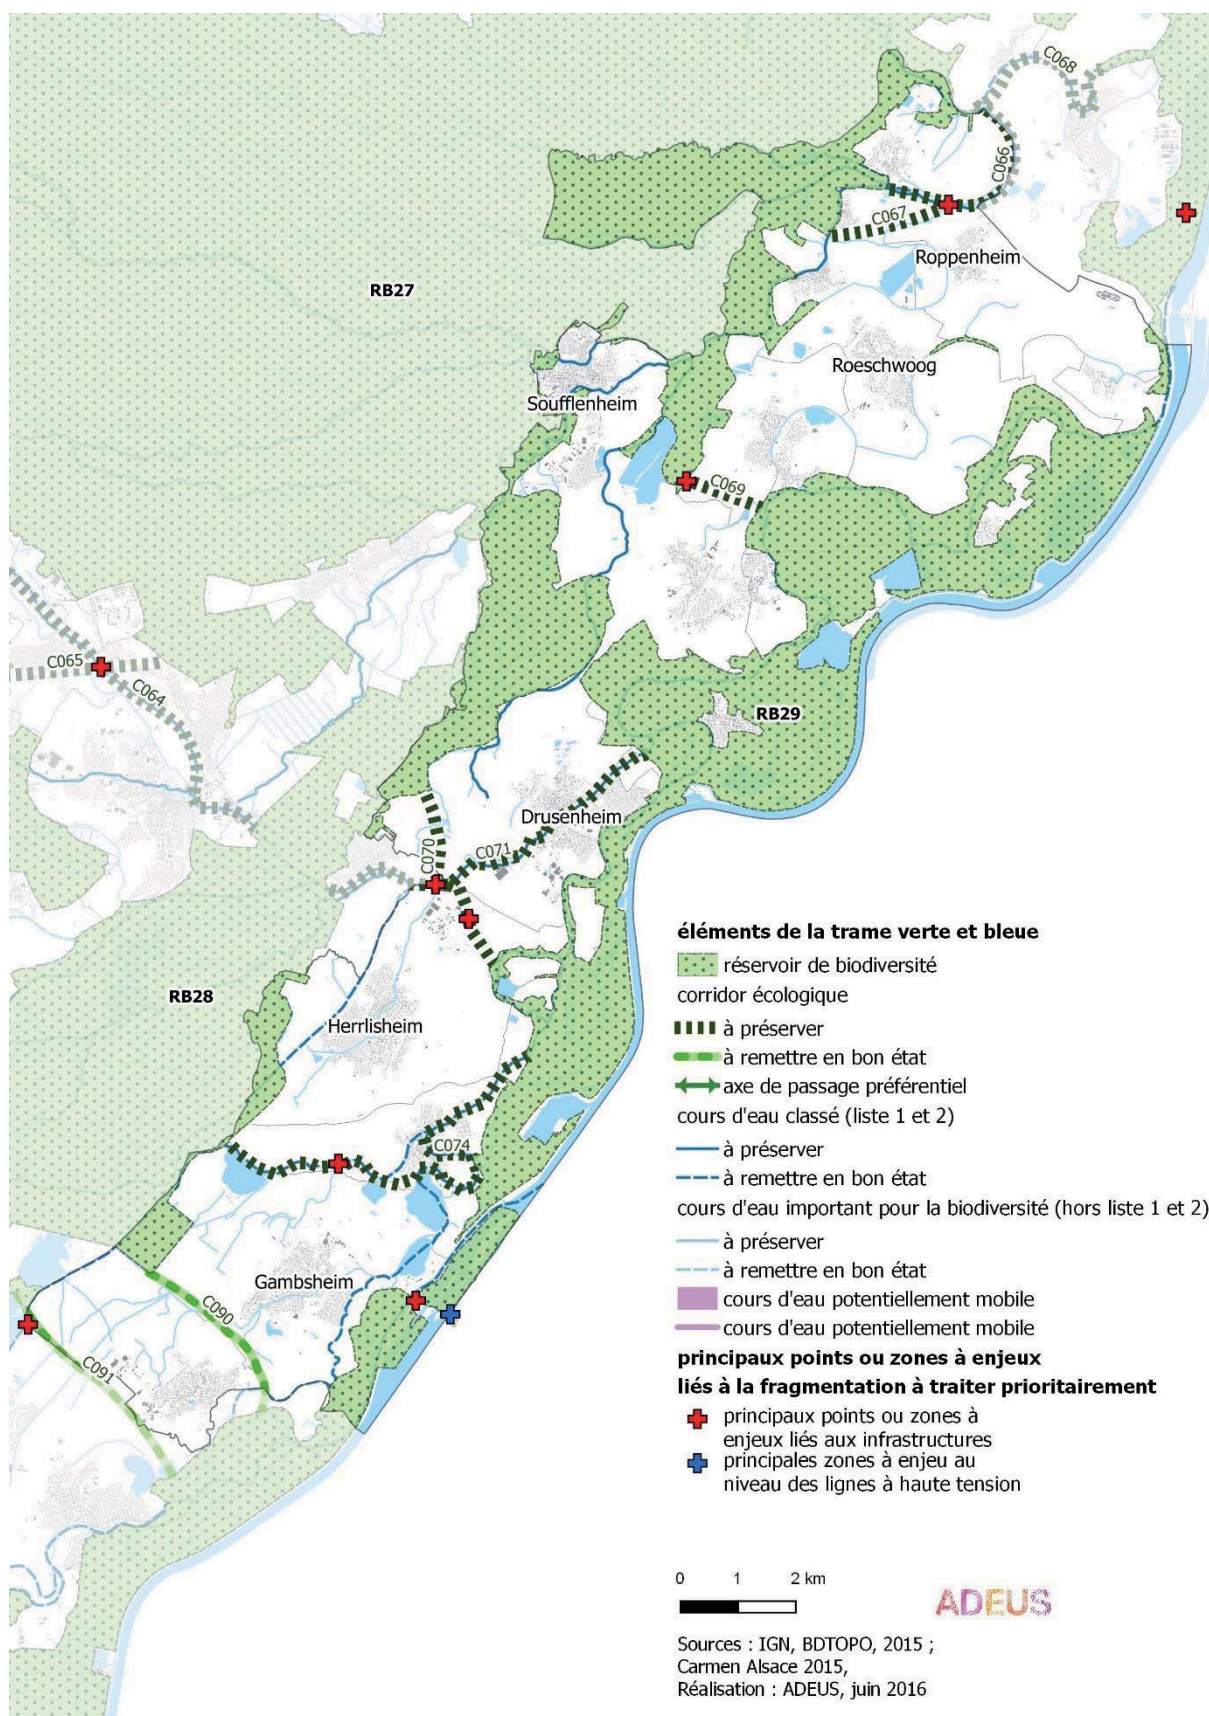 C068
C066
C067
Roppenheim
RB27
Roeschwoog
Soufflenheim
C069
C065
C064
RB29
Drusenheim
C070
C071
RB28
Herrlisheim
C074
Gambsheim
C090
C091
éléments de la trame verte et bleue
réservoir de biodiversité
corridor écologique
à préserver
à remettre en bon état
axe de passage préférentiel
cours d'eau classé (liste 1 et 2)
à préserver
à remettre en bon état
cours d'eau important pour la biodiversité (hors liste 1 et 2)
à préserver
à remettre en bon état
cours d'eau potentiellement mobile
cours d'eau potentiellement mobile
principaux points ou zones à enjeux
liés à la fragmentation à traiter prioritairement
principaux points ou zones à
enjeux liés aux infrastructures
principales zones à enjeu au
niveau des lignes à haute tension
0 1 2 km
ADEUS
Sources : IGN, BDTOPO, 2015 ;
Carmen Alsace 2015,
Réalisation : ADEUS, juin 2016